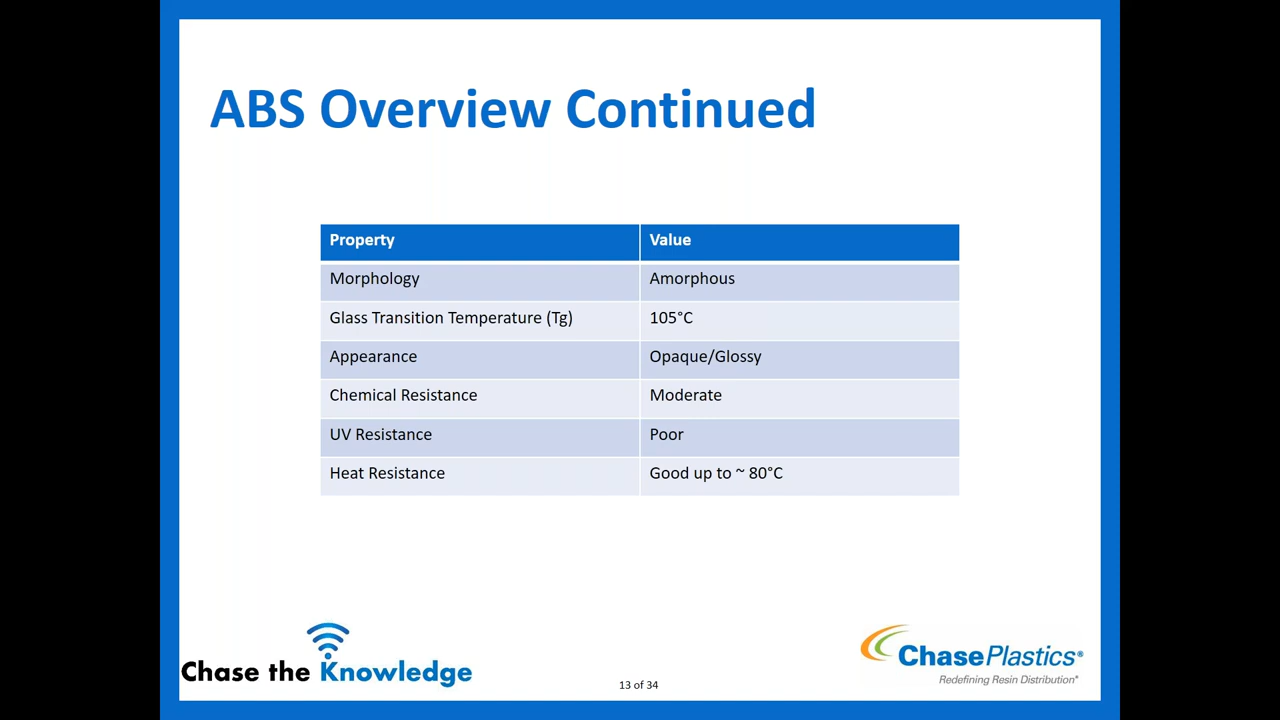 ABS Overview Continued
Property Value
Morphology Amorphous
Glass Transition Temperature (Tg) 105°C
Appearance Opaque/Glossy
Chemical Resistance Moderate
UV Resistance Poor
Heat Resistance Good up to ~ 80°C
Chase the Knowledge
ChasePlastics®
Redefining Resin Distribution*
13 of 34